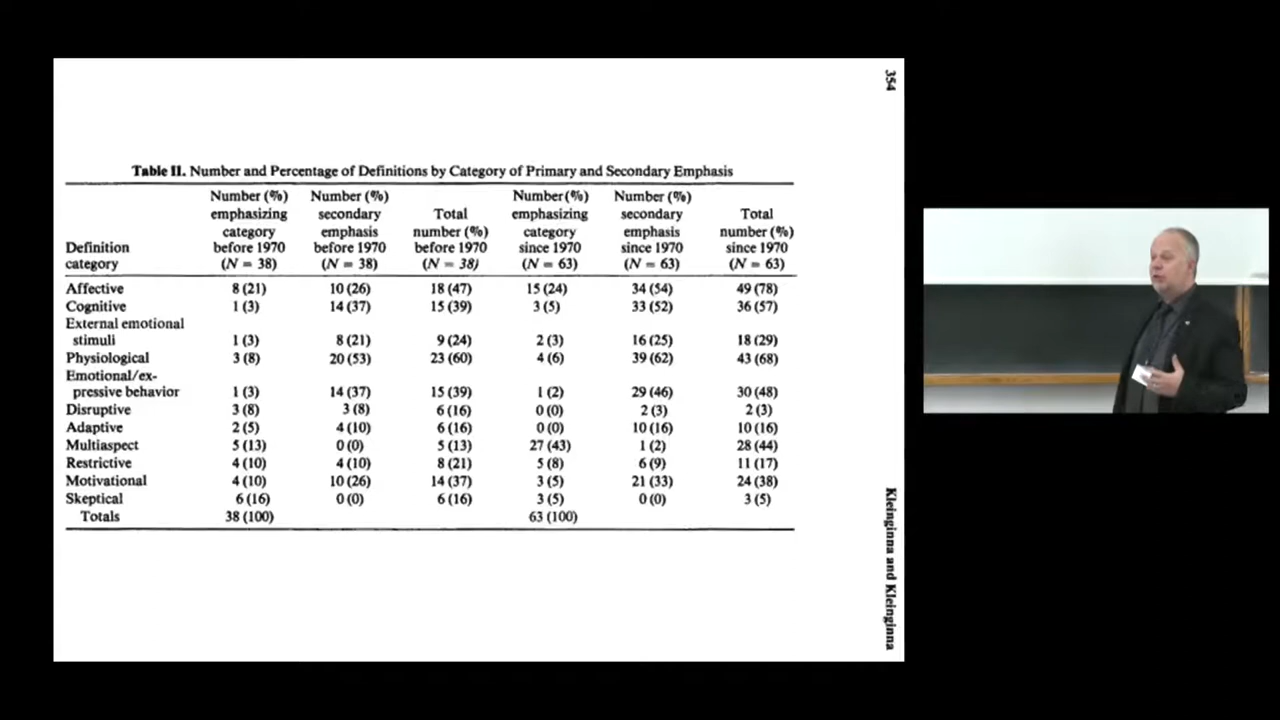 354
Table II. Number and Percentage of Definitions by Category of Primary and Secondary Emphasis
Number (%) Number (%) Number (%) Number (%)
emphasizing secondary Total emphasizing secondary Total
category emphasis number (%) category emphasis number (%)
Definition before 1970 before 1970 before 1970 since 1970 since 1970 since 1970
category (N = 38) (N = 38) (N = 38) (N = 63) (N = 63) (N = 63)
Affective 8 (21) 10 (26) 18 (47) 15 (24) 34 (54) 49 (78)
Cognitive 1 (3) 14 (37) 15 (39) 3 (5) 33 (52) 36 (57)
External emotional
stimuli 1 (3) 8 (21) 9 (24) 2 (3) 16 (25) 18 (29)
Physiological 3 (8) 20 (53) 23 (60) 4 (6) 39 (62) 43 (68)
Emotional/ex-
pressive behavior 1 (3) 14 (37) 15 (39) 1 (2) 29 (46) 30 (48)
Disruptive 3 (8) 3 (8) 6 (16) 0 (0) 2 (3) 2 (3)
Adaptive 2 (5) 4 (10) 6 (16) 0 (0) 10 (16) 10 (16)
Multiaspect 5 (13) 0 (0) 5 (13) 27 (43) 1 (2) 28 (44)
Restrictive 4 (10) 4 (10) 8 (21) 5 (8) 6 (9) 11 (17)
Motivational 4 (10) 10 (26) 14 (37) 3 (5) 21 (33) 24 (38)
Skeptical 6 (16) 0 (0) 6 (16) 3 (5) 0 (0) 3 (5)
Totals 38 (100) 63 (100)
Kleinginna and Kleinginna